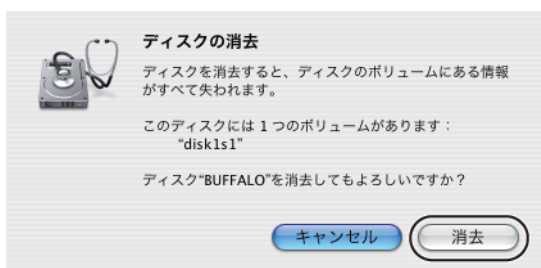 ディスクの消去
ディスクを消去すると、ディスクのボリュームにある情報
がすべて失われます。
このディスクには 1 つのボリュームがあります：
“disk1s1”
ディスク“BUFFALO”を消去してもよろしいですか？
キャンセル
消去